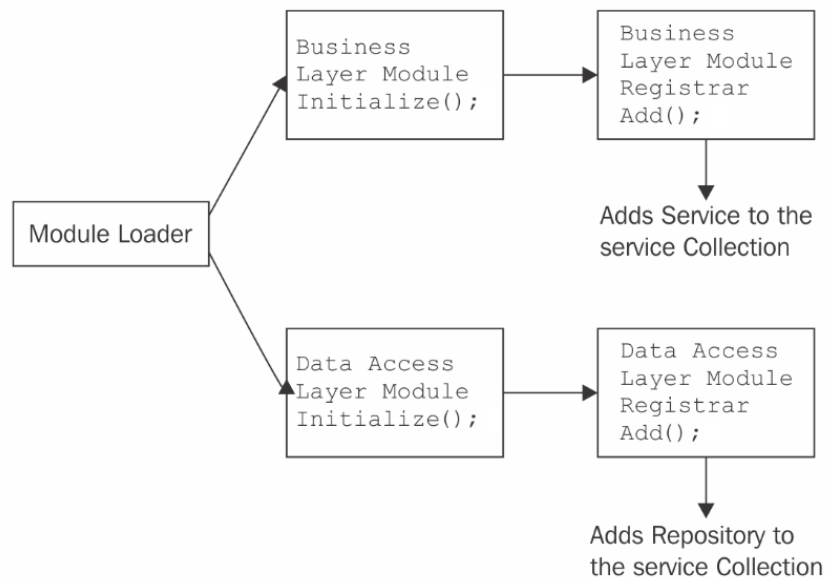 Business
Layer Module
Initialize();
Business
Layer Module
Registrar
Add();
Adds Service to the
service Collection
Module Loader
Data Access
Layer Module
Initialize();
Data Access
Layer Module
Registrar
Add();
Adds Repository to
the service Collection